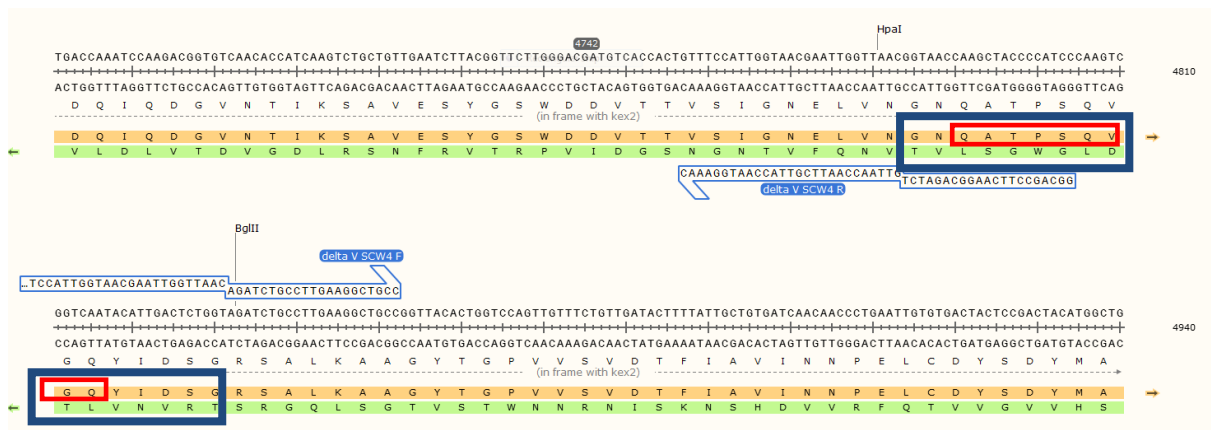 HpaI
4742
TGACCAAATCCAAGACGGTGTCAACACCATCAAGTCTGCTGTTGAATCTTACGGTTCTTGGGACGATGTCACCACTGTTTCCATTGGTAACGAATTGGTTAACGGTAACCAAGCTACCCCATCCCAAGTC
4810
ACTGGTTTAGGTTCTGCCACAGTTGTGGTAGTTCAGACGACAACTTAGAATGCCAAGAACCCTGCTACAGTGGTGACAAAGGTAACCATTGCTTAACCAATTGCCATTGGTTCGATGGGGTAGGGTTCAG
D Q I Q D G V N T I K S A V E S Y G S W D D V T T V S I G N E L V N G N Q A T P S Q V
(in frame with kex2)
D Q I Q D G V N T I K S A V E S Y G S W D D V T T V S I G N E L V N G N Q A T P S Q V
V L D L V T D V G D L R S N F R V T R P V I D G S N G N T V F Q N V T V L S G W G L D
CAAAGGTAACCATTGCTTAACCAATTG
TCTAGACGGAACTTCCGACGG
delta V SCW4 R
BglII
delta V SCW4 F
...TCCATTGGTAACGAATTGGTTAAC
AGATCTGCCTTGAAGGCTGCC
GGTCAATACATTGACTCTGGTAGATCTGCCTTGAAGGCTGCCGGTTACACTGGTCCAGTTGTTTCTGTTGATACTTTTATTGCTGTGATCAACAACCCTGAATTGTGTGACTACTCCGACTACATGGCTG
4940
CCAGTTATGTAACTGAGACCATCTAGACGGAACTTCCGACGGCCAATGTGACCAGGTCAACAAAGACAACTATGAAAATAACGACACTAGTTGTTGGGACTTAACACACTGATGAGGCTGATGTACCGAC
G Q Y I D S G R S A L K A A G Y T G P V V S V D T F I A V I N N P E L C D Y S D Y M A
(in frame with kex2)
G Q Y I D S G R S A L K A A G Y T G P V V S V D T F I A V I N N P E L C D Y S D Y M A
T L V N V R T S R G Q L S G T V S T W N N R N I S K N S H D V V R F Q T V V G V V H S